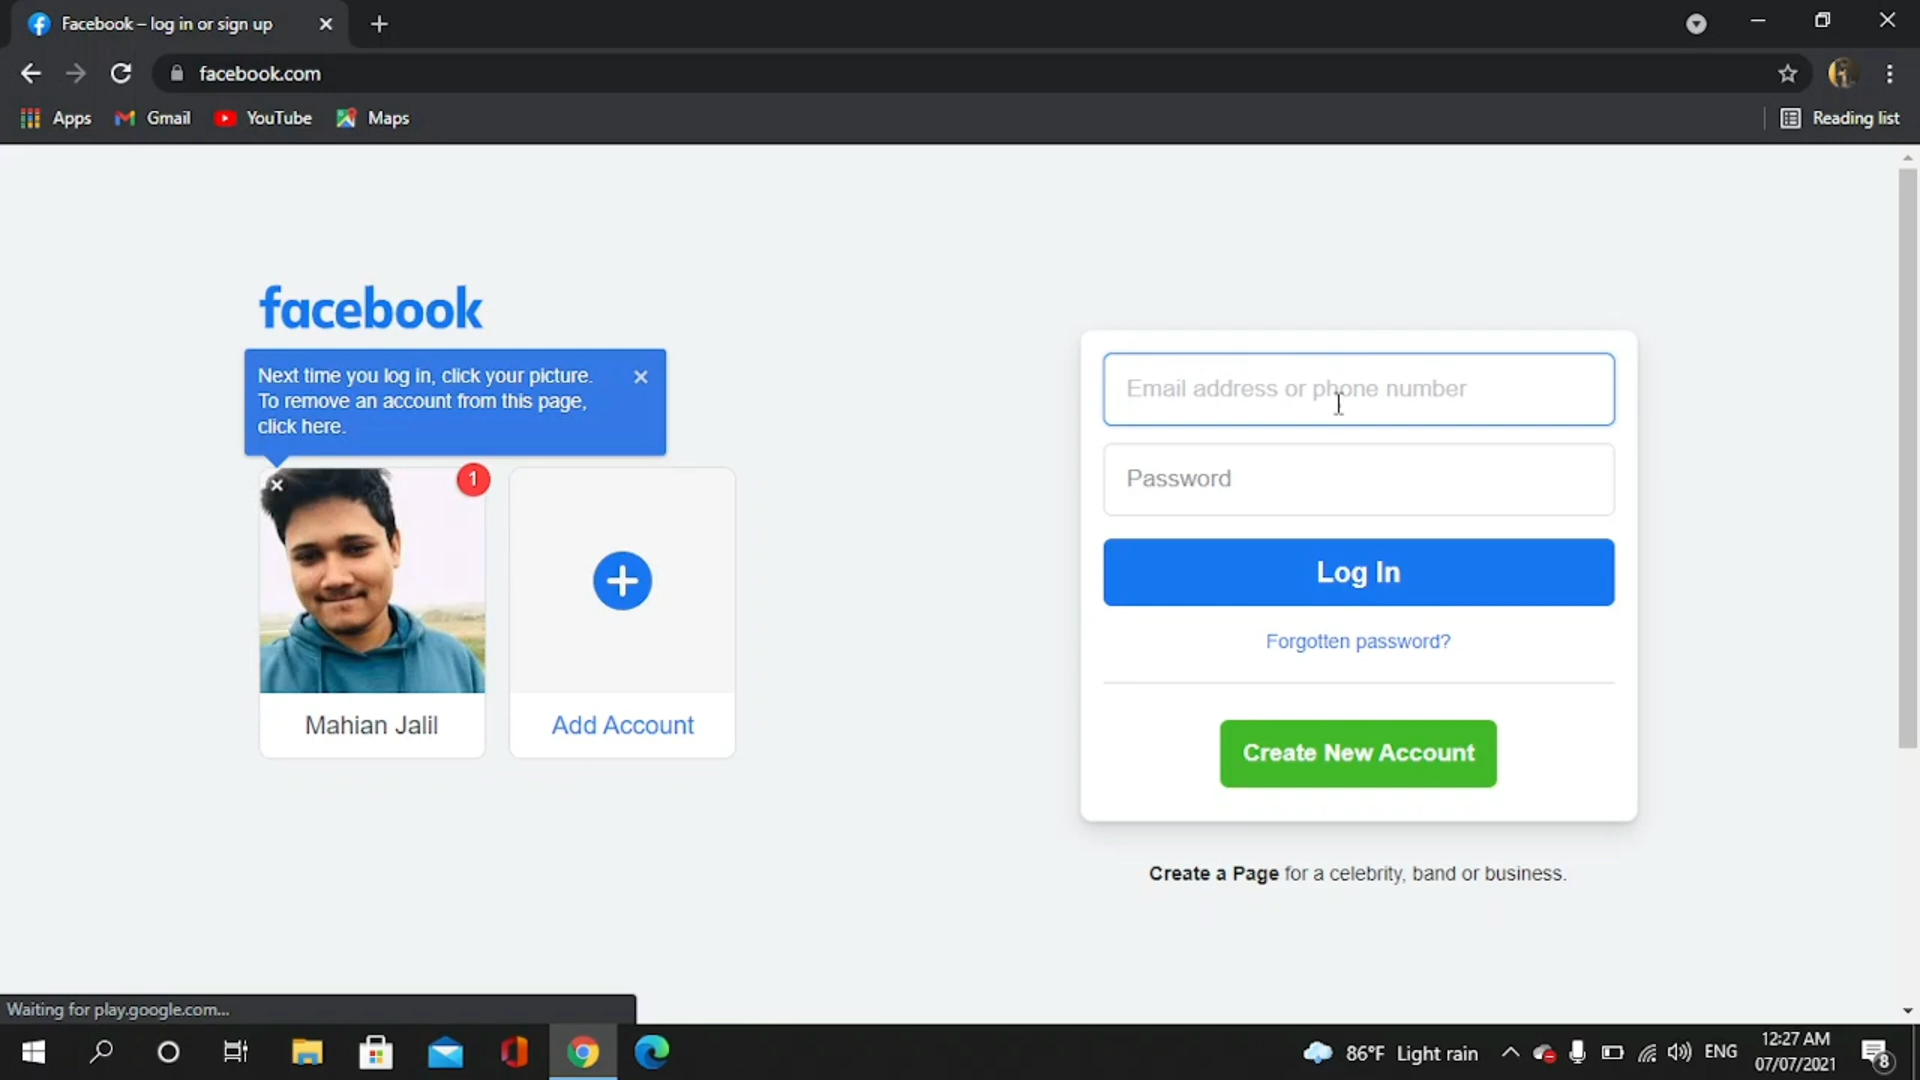 Facebook – log in or sign up
facebook.com
Apps
Gmail
YouTube
Maps
Reading list
facebook
Next time you log in, click your picture.
To remove an account from this page,
click here.
1
Mahian Jalil
Add Account
Email address or phone number
Password
Log In
Forgotten password?
Create New Account
Create a Page for a celebrity, band or business.
Waiting for play.google.com...
86°F Light rain
ENG
12:27 AM
07/07/2021
8